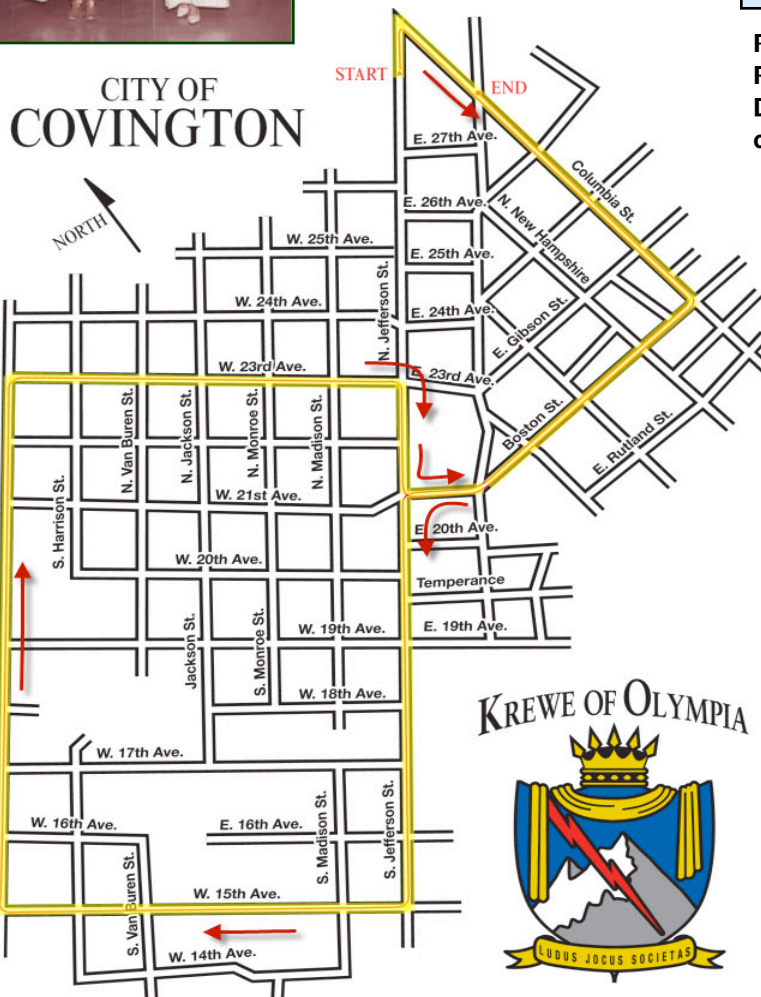 CITY OF
COVINGTON
NORTH
START
END
E. 27th Ave.
E. 26th Ave.
E. 25th Ave.
E. 24th Ave.
E. 23rd Ave.
Columbia St.
N. New Hampshire
E. Gibson St.
Boston St.
E. Rutland St.
W. 25th Ave.
W. 24th Ave.
W. 23rd Ave.
N. Jefferson St.
N. Van Buren St.
N. Jackson St.
N. Monroe St.
N. Madison St.
S. Harrison St.
W. 21st Ave.
W. 20th Ave.
E. 20th Ave.
Temperance
Jackson St.
S. Monroe St.
W. 19th Ave.
E. 19th Ave.
W. 18th Ave.
W. 17th Ave.
W. 16th Ave.
E. 16th Ave.
S. Madison St.
S. Jefferson St.
S. Van Buren St.
W. 15th Ave.
W. 14th Ave.
KREWE OF OLYMPIA
LUDUS JOCUS SOCIETAS